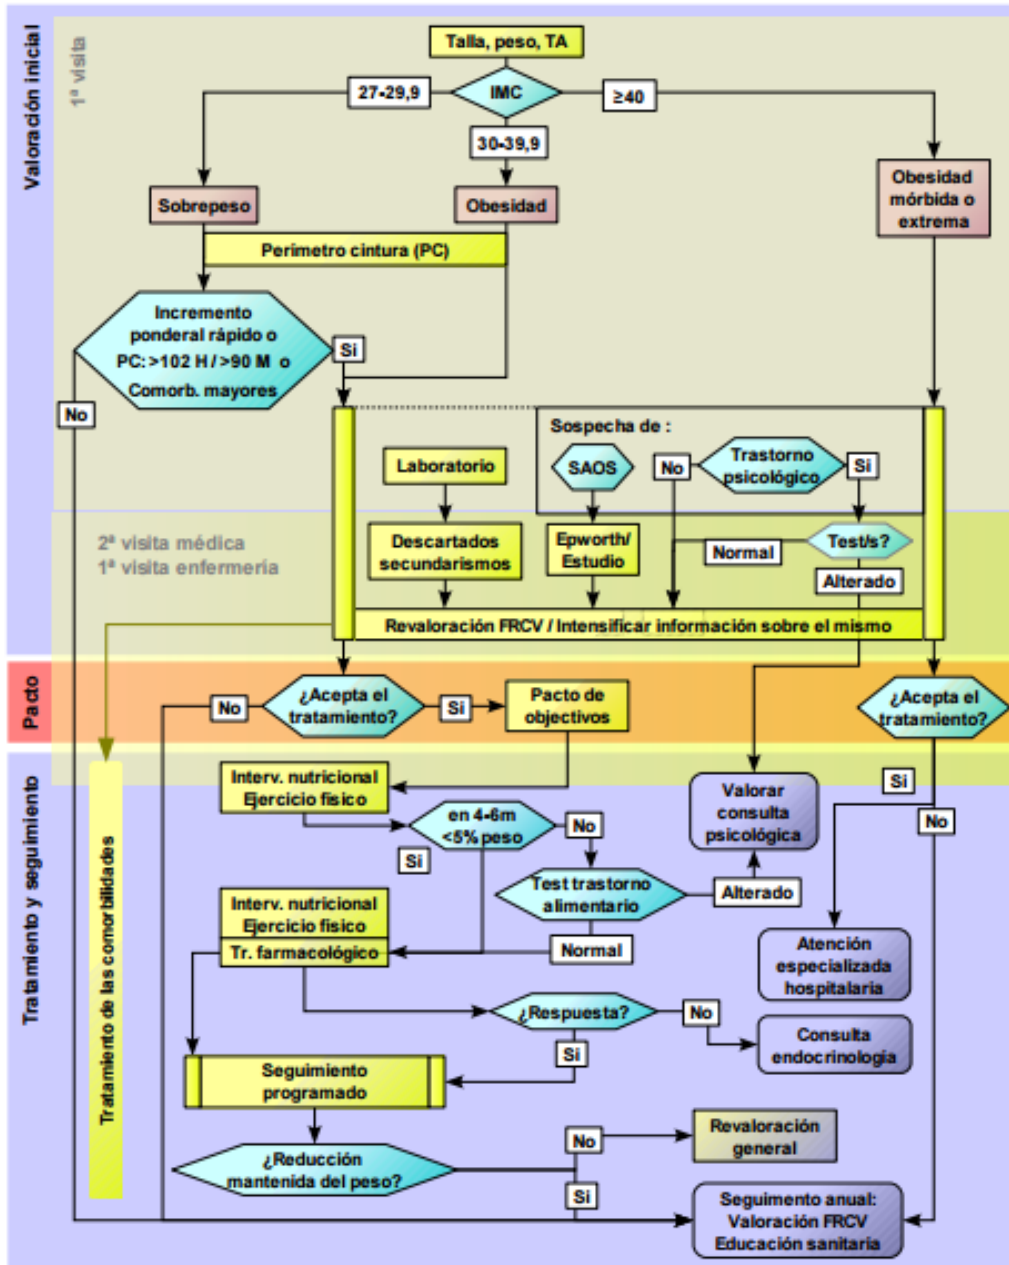 Valoración inicial
1ª visita
Talla, peso, TA
27-29,9
IMC
≥40
30-39,9
Sobrepeso
Obesidad
Obesidad
mórbida o
extrema
Perímetro cintura (PC)
Incremento
ponderal rápido o
PC: >102 H / >90 M o
Comorb. mayores
Si
No
Sospecha de :
Laboratorio
SAOS
No
Trastorno
psicológico
Si
2ª visita médica
1ª visita enfermería
Descartados
secundarismos
Epworth/
Estudio
Normal
Test/s?
Alterado
Revaloración FRCV / Intensificar información sobre el mismo
Pacto
No
¿Acepta el
tratamiento?
Si
Pacto de
objectivos
¿Acepta el
tratamiento?
Tratamiento y seguimiento
Tratamiento de las comorbilidades
Interv. nutricional
Ejercicio físico
en 4-6m
<5% peso
No
Si
Valorar
consulta
psicológica
Si
No
Test trastorno
alimentario
Alterado
Normal
Interv. nutricional
Ejercicio físico
Tr. farmacológico
Atención
especializada
hospitalaria
¿Respuesta?
No
Sí
Consulta
endocrinología
Seguimiento
programado
¿Reducción
mantenida del peso?
No
Si
Revaloración
general
Seguimento anual:
Valoración FRCV
Educación sanitaria